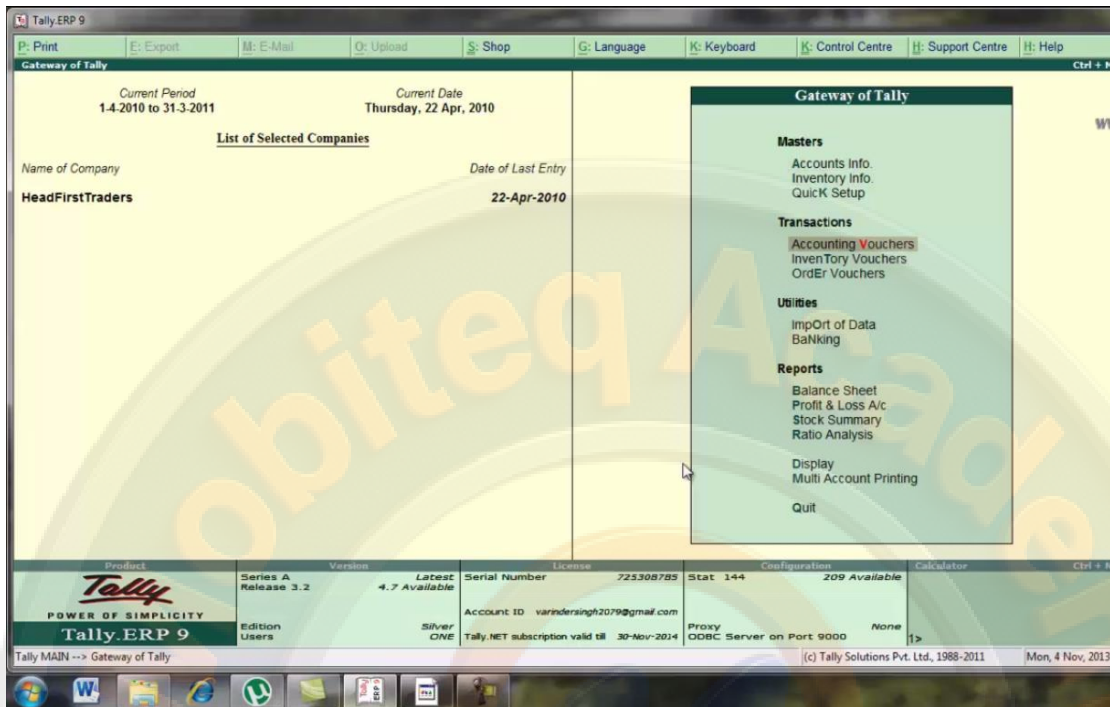 Tally.ERP 9
P: Print E: Export M: E-Mail O: Upload S: Shop G: Language K: Keyboard K: Control Centre H: Support Centre H: Help
Gateway of Tally Ctrl + M
Current Period Current Date
1-4-2010 to 31-3-2011 Thursday, 22 Apr, 2010
List of Selected Companies
Name of Company Date of Last Entry
HeadFirstTraders 22-Apr-2010
Gateway of Tally
Masters
Accounts Info.
Inventory Info.
QuicK Setup
Transactions
Accounting Vouchers
InvenTory Vouchers
OrdEr Vouchers
Utilities
ImpOrt of Data
BaNking
Reports
Balance Sheet
Profit & Loss A/c
Stock Summary
Ratio Analysis
Display
Multi Account Printing
Quit
Product Version License Configuration Calculator
Tally
POWER OF SIMPLICITY
Tally.ERP 9
Series A Latest
Release 3.2 4.7 Available
Edition Silver
Users ONE
Serial Number 725308785
Account ID varindersingh2079@gmail.com
Tally.NET subscription valid till 30-Nov-2014
Stat 144 209 Available
Proxy None
ODBC Server on Port 9000
1>
Tally MAIN --> Gateway of Tally (c) Tally Solutions Pvt. Ltd., 1988-2011 Mon, 4 Nov, 2013